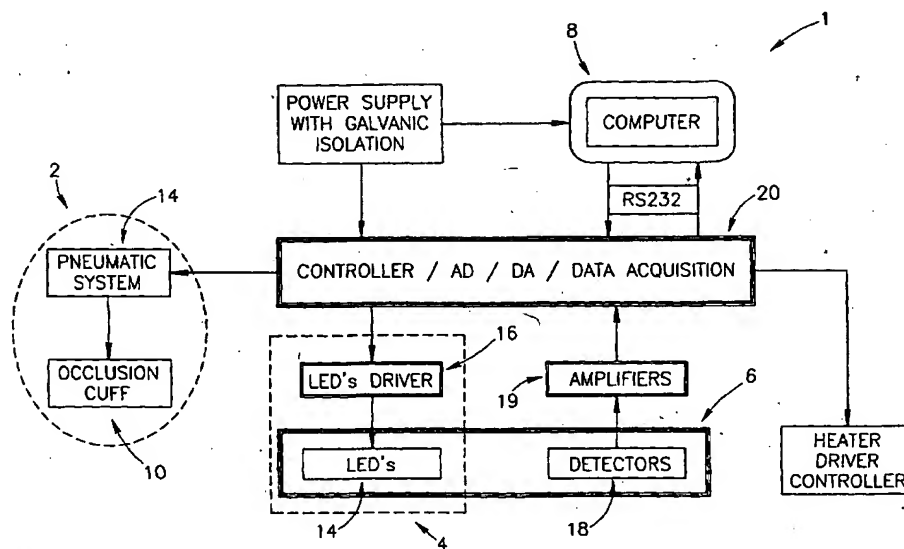 1
8
POWER SUPPLY
WITH GALVANIC
ISOLATION
COMPUTER
2
14
RS232
20
PNEUMATIC
SYSTEM
CONTROLLER / AD / DA / DATA ACQUISITION
16
LED's DRIVER
AMPLIFIERS
19
6
OCCLUSION
CUFF
10
LED's
DETECTORS
HEATER
DRIVER
CONTROLLER
14
18
4